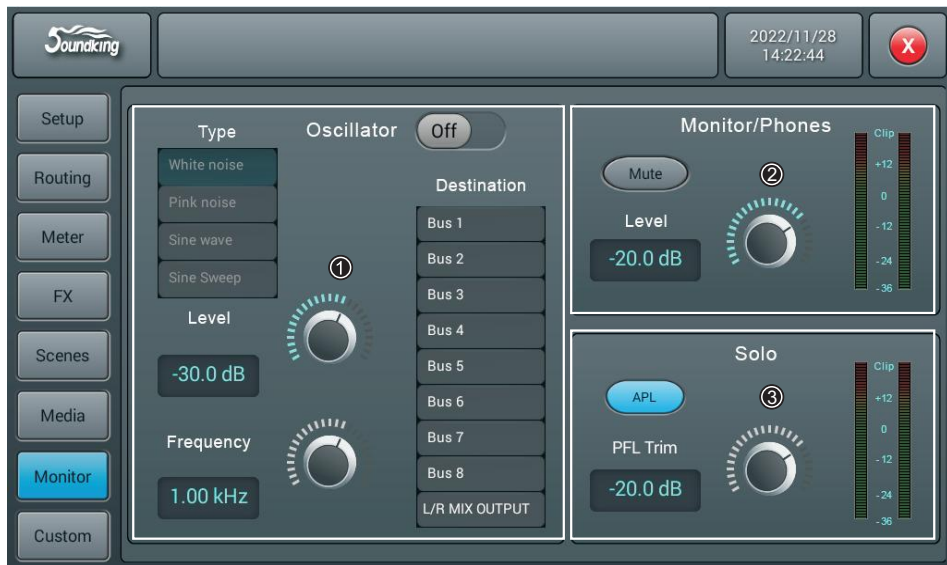 Soundking
2022/11/28
14:22:44
X
Setup
Routing
Meter
FX
Scenes
Media
Monitor
Custom
Type
Oscillator
Off
White noise
Pink noise
Sine wave
Sine Sweep
①
Level
-30.0 dB
Frequency
1.00 kHz
Destination
Bus 1
Bus 2
Bus 3
Bus 4
Bus 5
Bus 6
Bus 7
Bus 8
L/R MIX OUTPUT
Monitor/Phones
Mute
②
Level
-20.0 dB
Clip
+12
0
-12
-24
-36
Solo
APL
③
PFL Trim
-20.0 dB
Clip
+12
0
-12
-24
-36